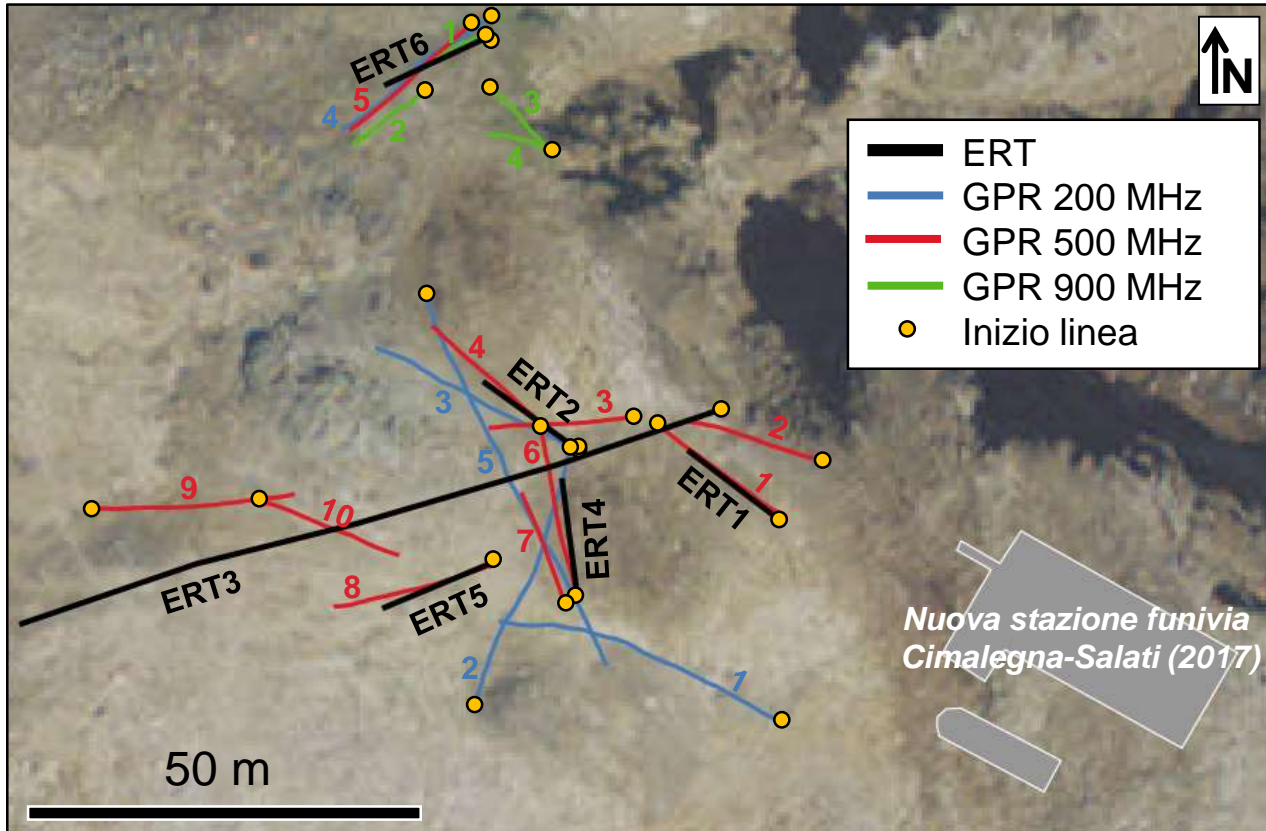 1
ERT6
5
4
2
3
4
N
ERT
GPR 200 MHz
GPR 500 MHz
GPR 900 MHz
Inizio linea
4
ERT2
3
3
2
5
6
1
ERT1
9
10
7
ERT4
ERT3
8
ERT5
2
1
Nuova stazione funivia
Cimalegna-Salati (2017)
50 m